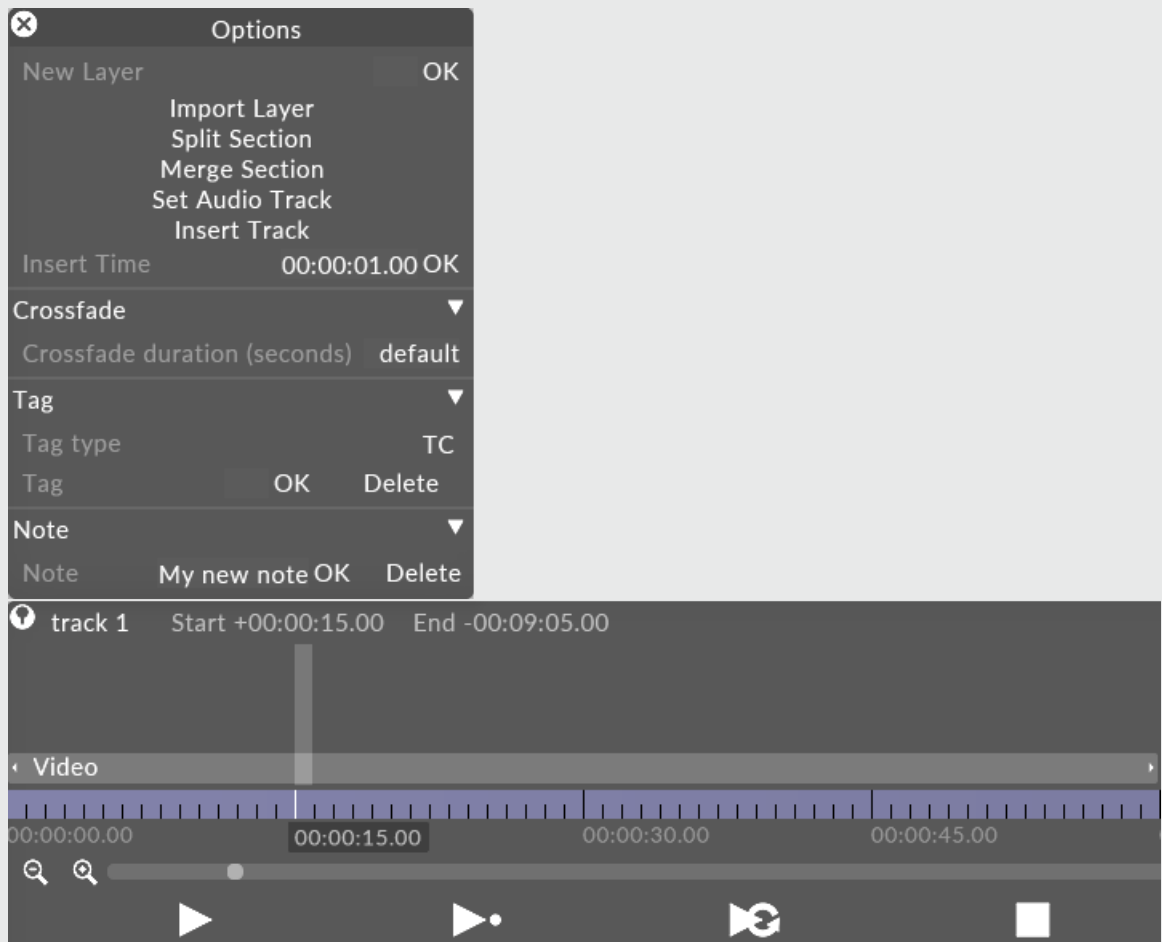 Options
New Layer OK
Import Layer
Split Section
Merge Section
Set Audio Track
Insert Track
Insert Time 00:00:01.00 OK
Crossfade
Crossfade duration (seconds) default
Tag
Tag type TC
Tag OK Delete
Note
Note My new note OK Delete
track 1 Start +00:00:15.00 End -00:09:05.00
Video
00:00:00.00 00:00:15.00 00:00:30.00 00:00:45.00